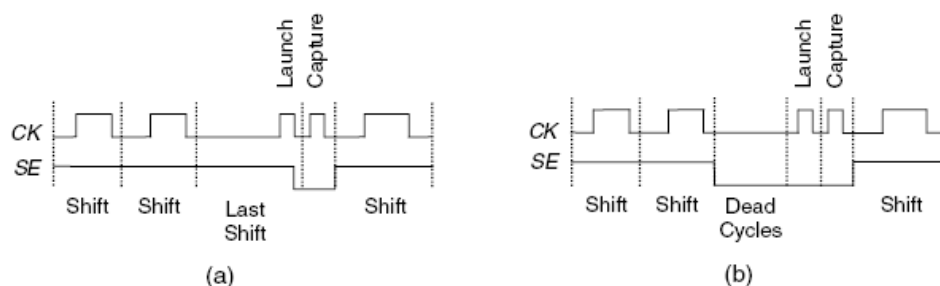 Launch
Capture
CK
SE
Shift
Shift
Last
Shift
Shift
(a)
Launch
Capture
CK
SE
Shift
Shift
Dead
Cycles
Shift
(b)